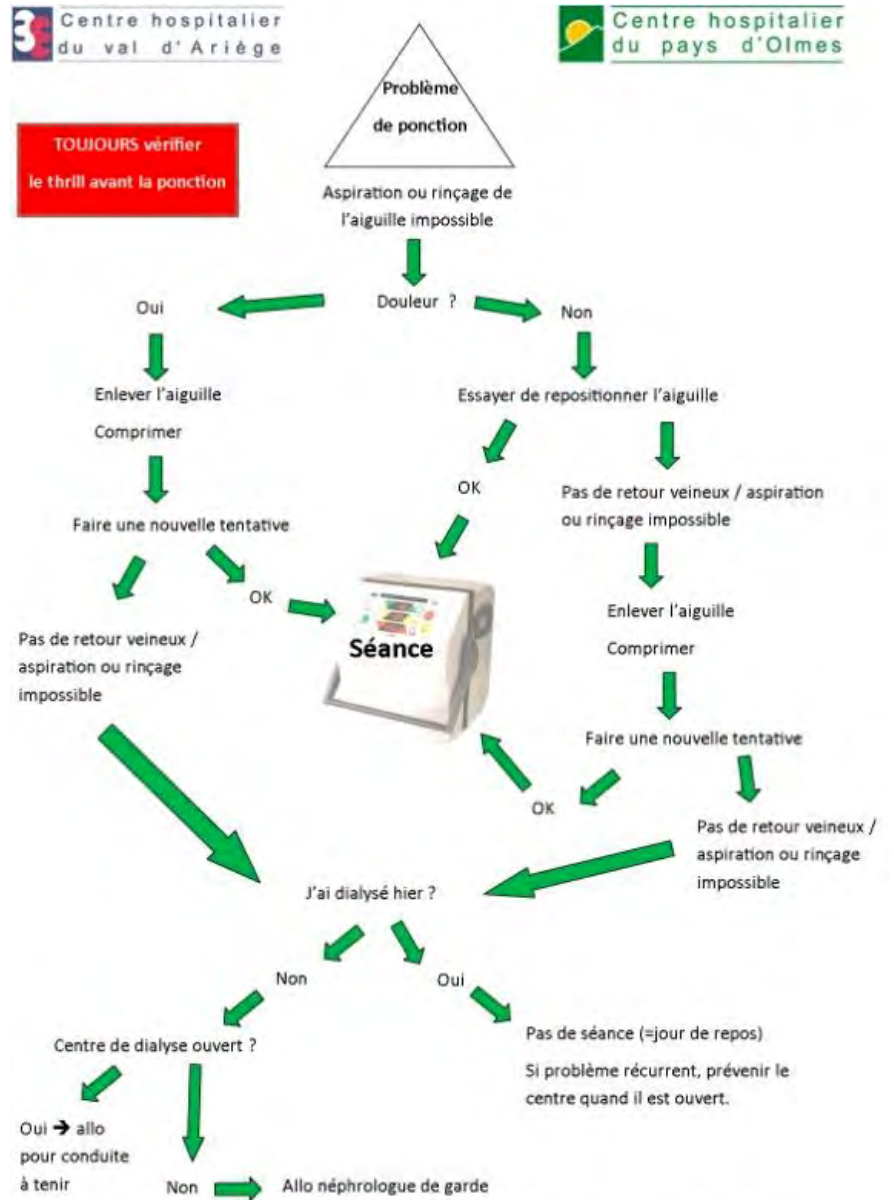 Centre hospitalier
du val d'Ariège
Centre hospitalier
du pays d'Olmes
Problème
de ponction
TOUJOURS vérifier
le thrill avant la ponction
Aspiration ou rinçage de
l'aiguille impossible
Douleur ?
Oui
Non
Enlever l'aiguille
Comprimer
Essayer de repositionner l'aiguille
OK
Pas de retour veineux / aspiration
ou rinçage impossible
Faire une nouvelle tentative
OK
Enlever l'aiguille
Comprimer
Pas de retour veineux /
aspiration ou rinçage
impossible
Séance
Faire une nouvelle tentative
OK
Pas de retour veineux /
aspiration ou rinçage
impossible
J'ai dialysé hier ?
Non
Oui
Centre de dialyse ouvert ?
Pas de séance (=jour de repos)
Si problème récurrent, prévenir le
centre quand il est ouvert.
Oui → allo
pour conduite
à tenir
Non
Allo néphrologue de garde